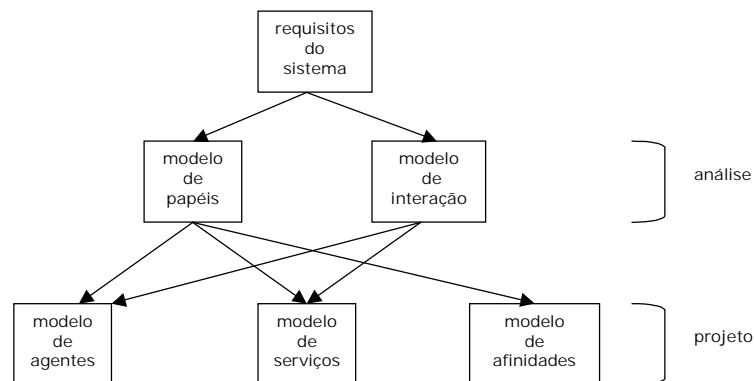 requisitos
do
sistema
modelo
de
papéis
modelo
de
interação
análise
modelo
de
agentes
modelo
de
serviços
modelo
de
afinidades
projeto